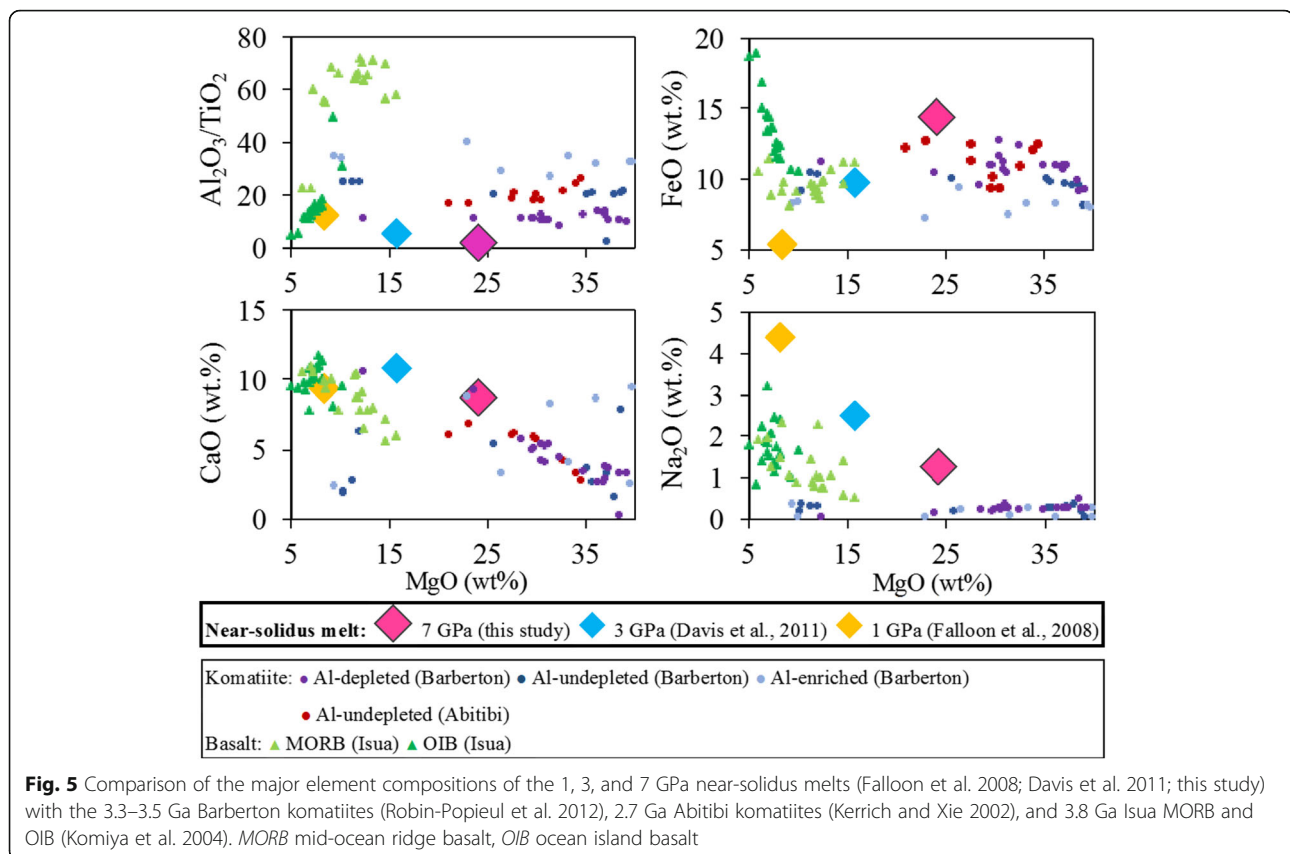 80
60
40
20
0
Al₂O₃/TiO₂
5 15 25 35
20
15
10
5
FeO (wt.%)
5 15 25 35
15
10
5
0
CaO (wt.%)
5 15 25 35
MgO (wt%)
5
4
3
2
1
0
Na₂O (wt.%)
5 15 25 35
MgO (wt%)
Near-solidus melt: 7 GPa (this study) 3 GPa (Davis et al., 2011) 1 GPa (Falloon et al., 2008)
Komatiite: Al-depleted (Barberton) Al-undepleted (Barberton) Al-enriched (Barberton)
Al-undepleted (Abitibi)
Basalt: MORB (Isua) OIB (Isua)
Fig. 5 Comparison of the major element compositions of the 1, 3, and 7 GPa near-solidus melts (Falloon et al. 2008; Davis et al. 2011; this study)
with the 3.3–3.5 Ga Barberton komatiites (Robin-Popieul et al. 2012), 2.7 Ga Abitibi komatiites (Kerrich and Xie 2002), and 3.8 Ga Isua MORB and
OIB (Komiya et al. 2004). MORB mid-ocean ridge basalt, OIB ocean island basalt